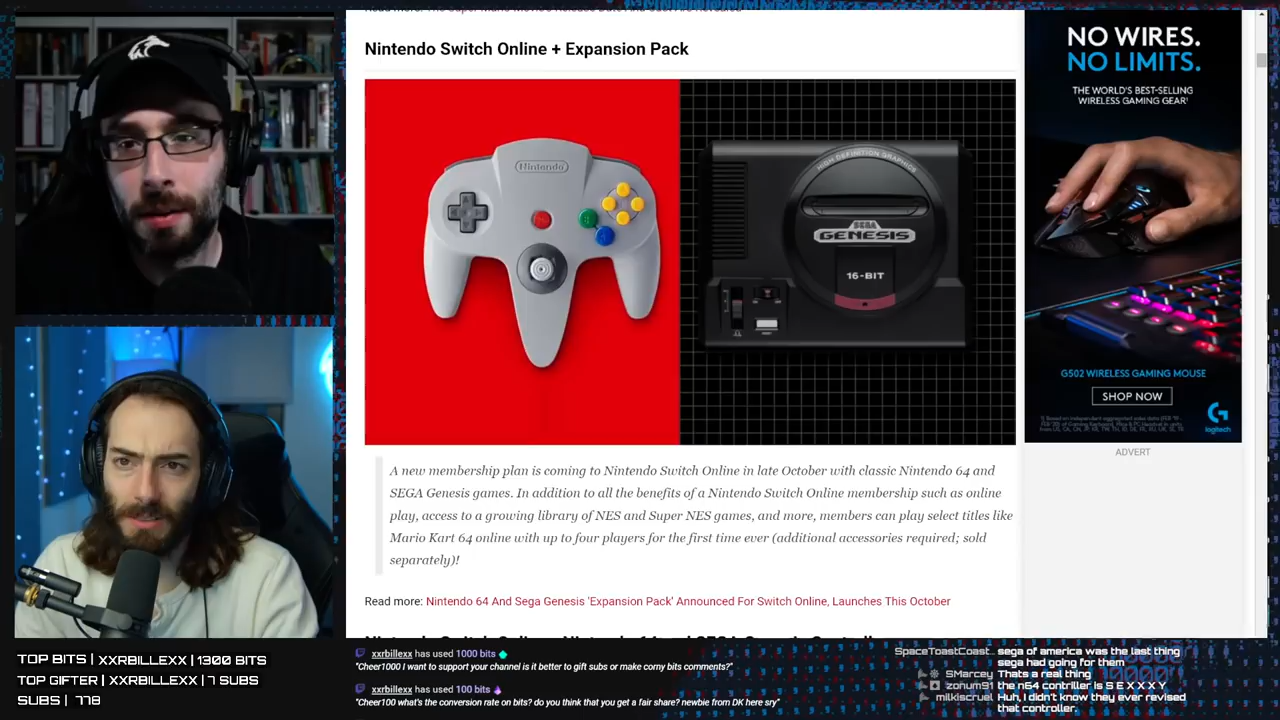 Nintendo Switch Online + Expansion Pack
Nintendo
HIGH DEFINITION GRAPHICS
SEGA
GENESIS
16-BIT
A new membership plan is coming to Nintendo Switch Online in late October with classic Nintendo 64 and
SEGA Genesis games. In addition to all the benefits of a Nintendo Switch Online membership such as online
play, access to a growing library of NES and Super NES games, and more, members can play select titles like
Mario Kart 64 online with up to four players for the first time ever (additional accessories required; sold
separately)!
Read more: Nintendo 64 And Sega Genesis 'Expansion Pack' Announced For Switch Online, Launches This October
NO WIRES.
NO LIMITS.
THE WORLD'S BEST-SELLING
WIRELESS GAMING GEAR¹
G502 WIRELESS GAMING MOUSE
SHOP NOW
logitech
ADVERT
TOP BITS | XXRBILLEXX | 1300 BITS
TOP GIFTER | XXRBILLEXX | 7 SUBS
SUBS | 778
xxrbillexx has used 1000 bits
"Cheer1000 I want to support your channel is it better to gift subs or make corny bits comments?"
xxrbillexx has used 100 bits
"Cheer100 what's the conversion rate on bits? do you think that you get a fair share? newbie from DK here sry"
SpaceToastCoast.. sega of america was the last thing
sega had going for them
SMarcey Thats a real thing
zonum91 the n64 contriller is S E X X X Y
milkiscruel Huh, I didn't know they ever revised
that controller.